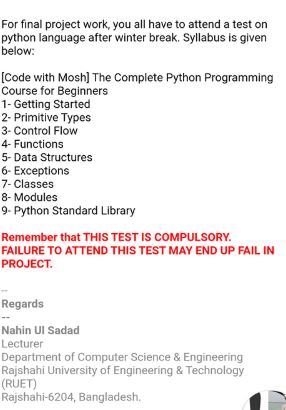 For final project work, you all have to attend a test on
python language after winter break. Syllabus is given
below:
[Code with Mosh] The Complete Python Programming
Course for Beginners
1- Getting Started
2- Primitive Types
3- Control Flow
4- Functions
5- Data Structures
6- Exceptions
7- Classes
8- Modules
9- Python Standard Library
Remember that THIS TEST IS COMPULSORY.
FAILURE TO ATTEND THIS TEST MAY END UP FAIL IN
PROJECT.
--
Regards
--
Nahin Ul Sadad
Lecturer
Department of Computer Science & Engineering
Rajshahi University of Engineering & Technology
(RUET)
Rajshahi-6204, Bangladesh.